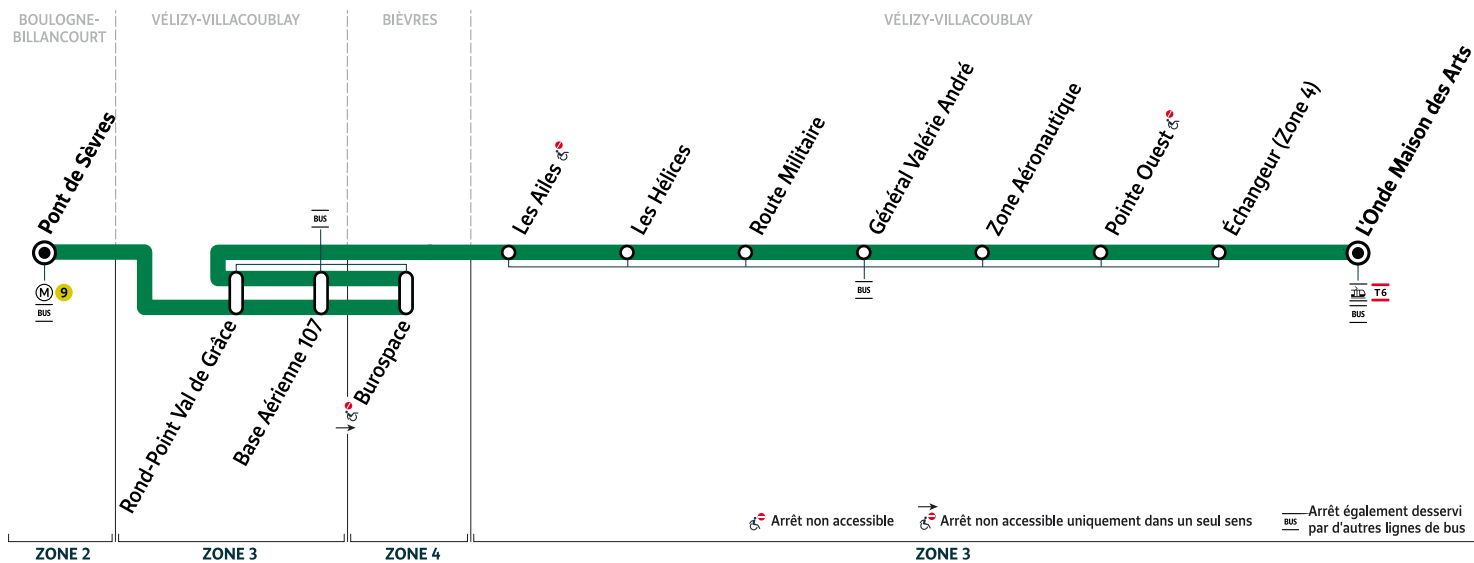 BOULOGNE-
BILLANCOURT
VÉLIZY-VILLACOUBLAY
BIÈVRES
VÉLIZY-VILLACOUBLAY
Pont de Sèvres
M 9
BUS
Rond-Point Val de Grâce
BUS
Base Aérienne 107
Burospace
Les Ailes
Les Hélices
Route Militaire
Général Valérie André
BUS
Zone Aéronautique
Pointe Ouest
Échangeur (Zone 4)
L'Onde Maison des Arts
T6
BUS
Arrêt non accessible
Arrêt non accessible uniquement dans un seul sens
BUS
Arrêt également desservi
par d'autres lignes de bus
ZONE 2
ZONE 3
ZONE 4
ZONE 3